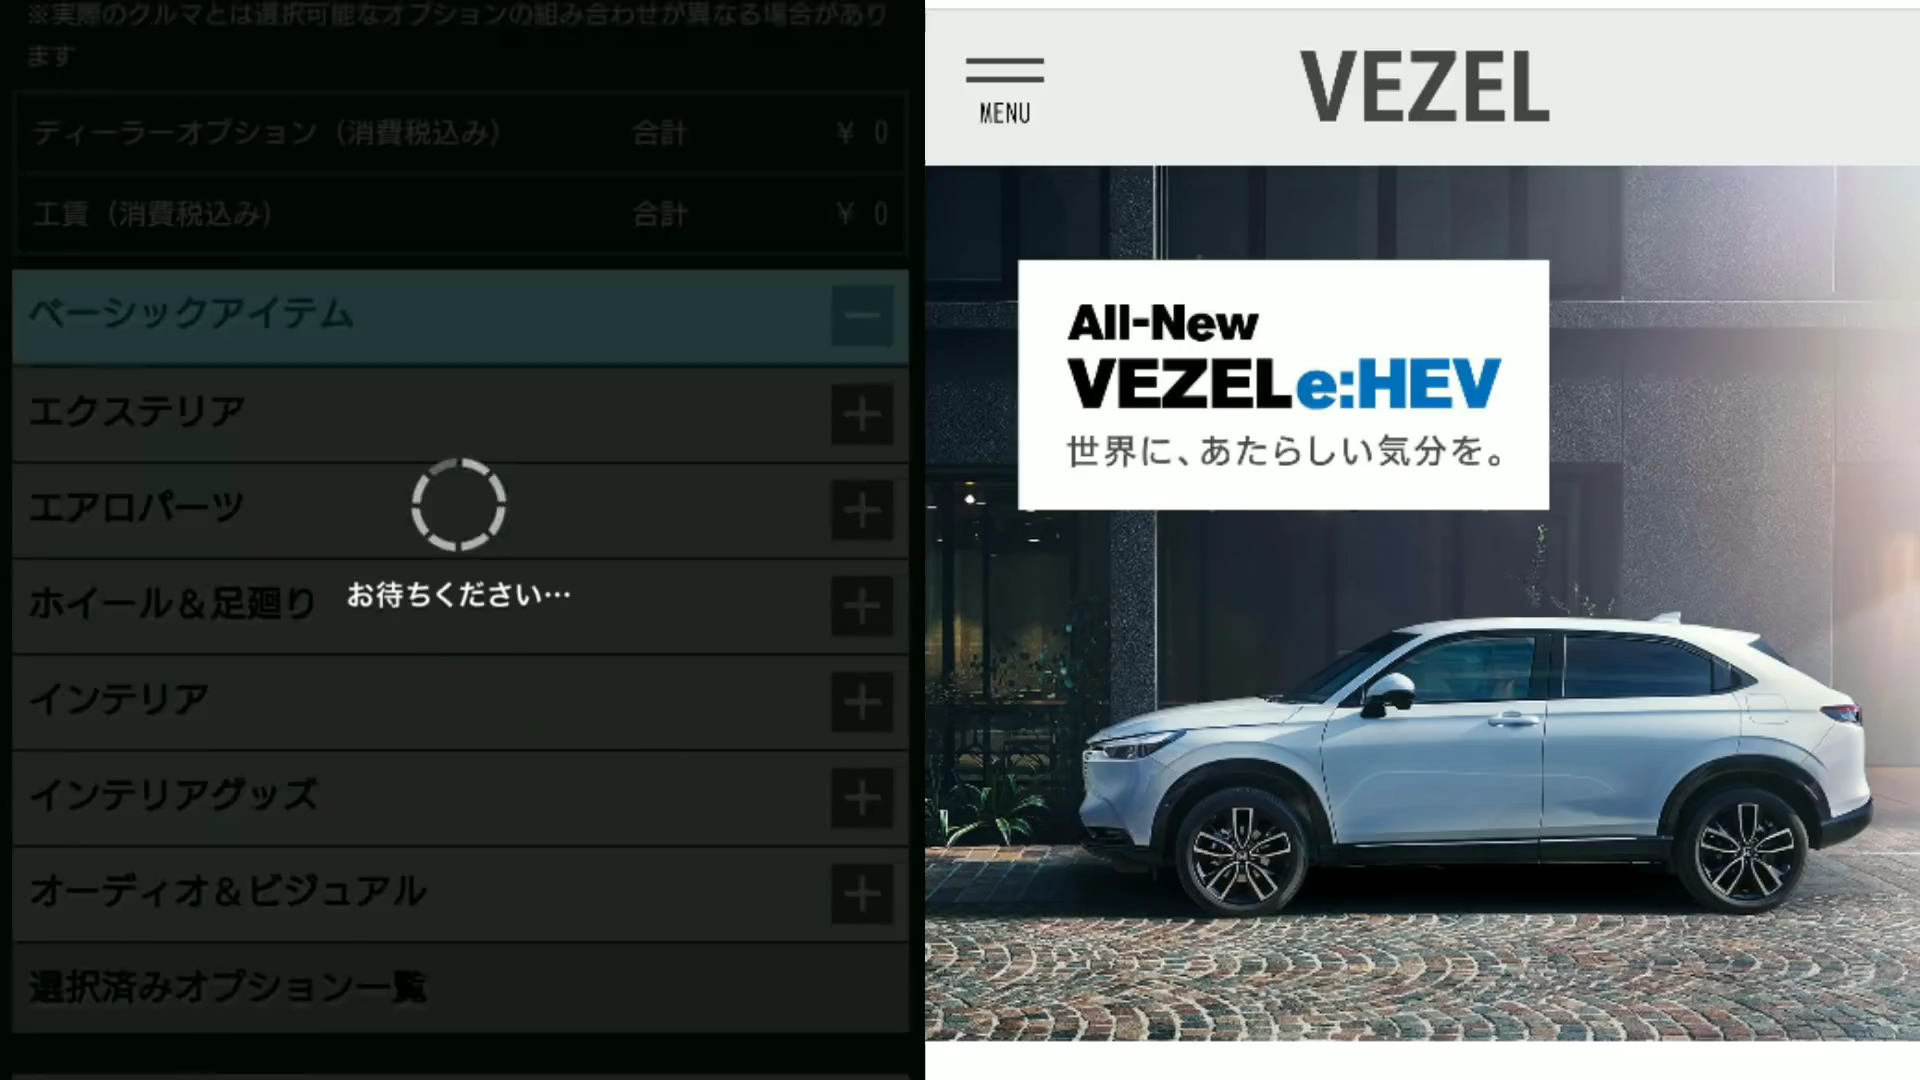 ※実際のクルマとは選択可能なオプションの組み合わせが異なる場合があり
ます
ディーラーオプション（消費税込み） 合計 ￥ 0
工賃（消費税込み） 合計 ￥ 0
ベーシックアイテム
エクステリア
エアロパーツ
ホイール＆足廻り
インテリア
インテリアグッズ
オーディオ＆ビジュアル
選択済みオプション一覧
お待ちください…
MENU
VEZEL
All-New
VEZEL e:HEV
世界に、あたらしい気分を。